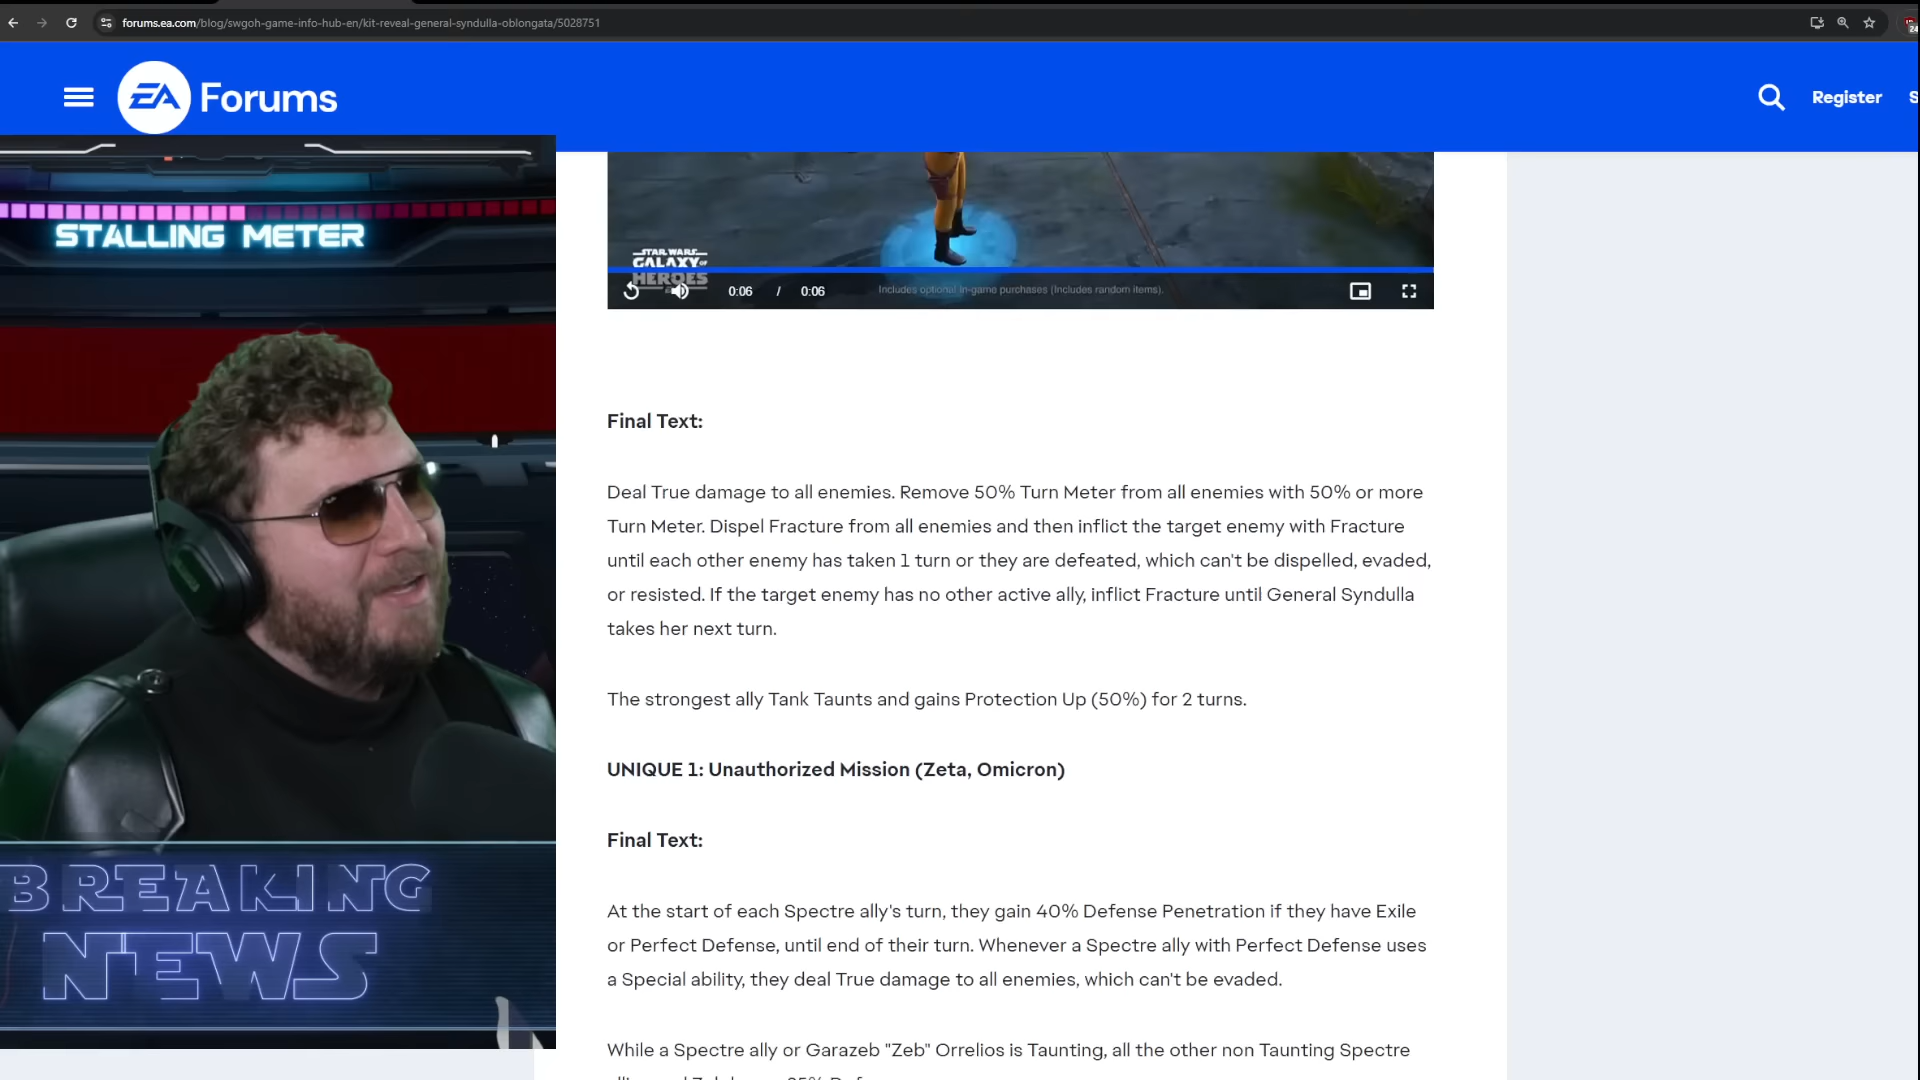 forums.ea.com/blog/swgoh-game-info-hub-en/kit-reveal-general-syndulla-oblongata/5028751
24
EA Forums
Register
STALLING METER
STAR WARS
GALAXY OF
HEROES
0:06 / 0:06
Includes optional in-game purchases (Includes random items).
Final Text:
Deal True damage to all enemies. Remove 50% Turn Meter from all enemies with 50% or more
Turn Meter. Dispel Fracture from all enemies and then inflict the target enemy with Fracture
until each other enemy has taken 1 turn or they are defeated, which can't be dispelled, evaded,
or resisted. If the target enemy has no other active ally, inflict Fracture until General Syndulla
takes her next turn.
The strongest ally Tank Taunts and gains Protection Up (50%) for 2 turns.
UNIQUE 1: Unauthorized Mission (Zeta, Omicron)
Final Text:
At the start of each Spectre ally's turn, they gain 40% Defense Penetration if they have Exile
or Perfect Defense, until end of their turn. Whenever a Spectre ally with Perfect Defense uses
a Special ability, they deal True damage to all enemies, which can't be evaded.
While a Spectre ally or Garazeb "Zeb" Orrelios is Taunting, all the other non Taunting Spectre
BREAKING
NEWS